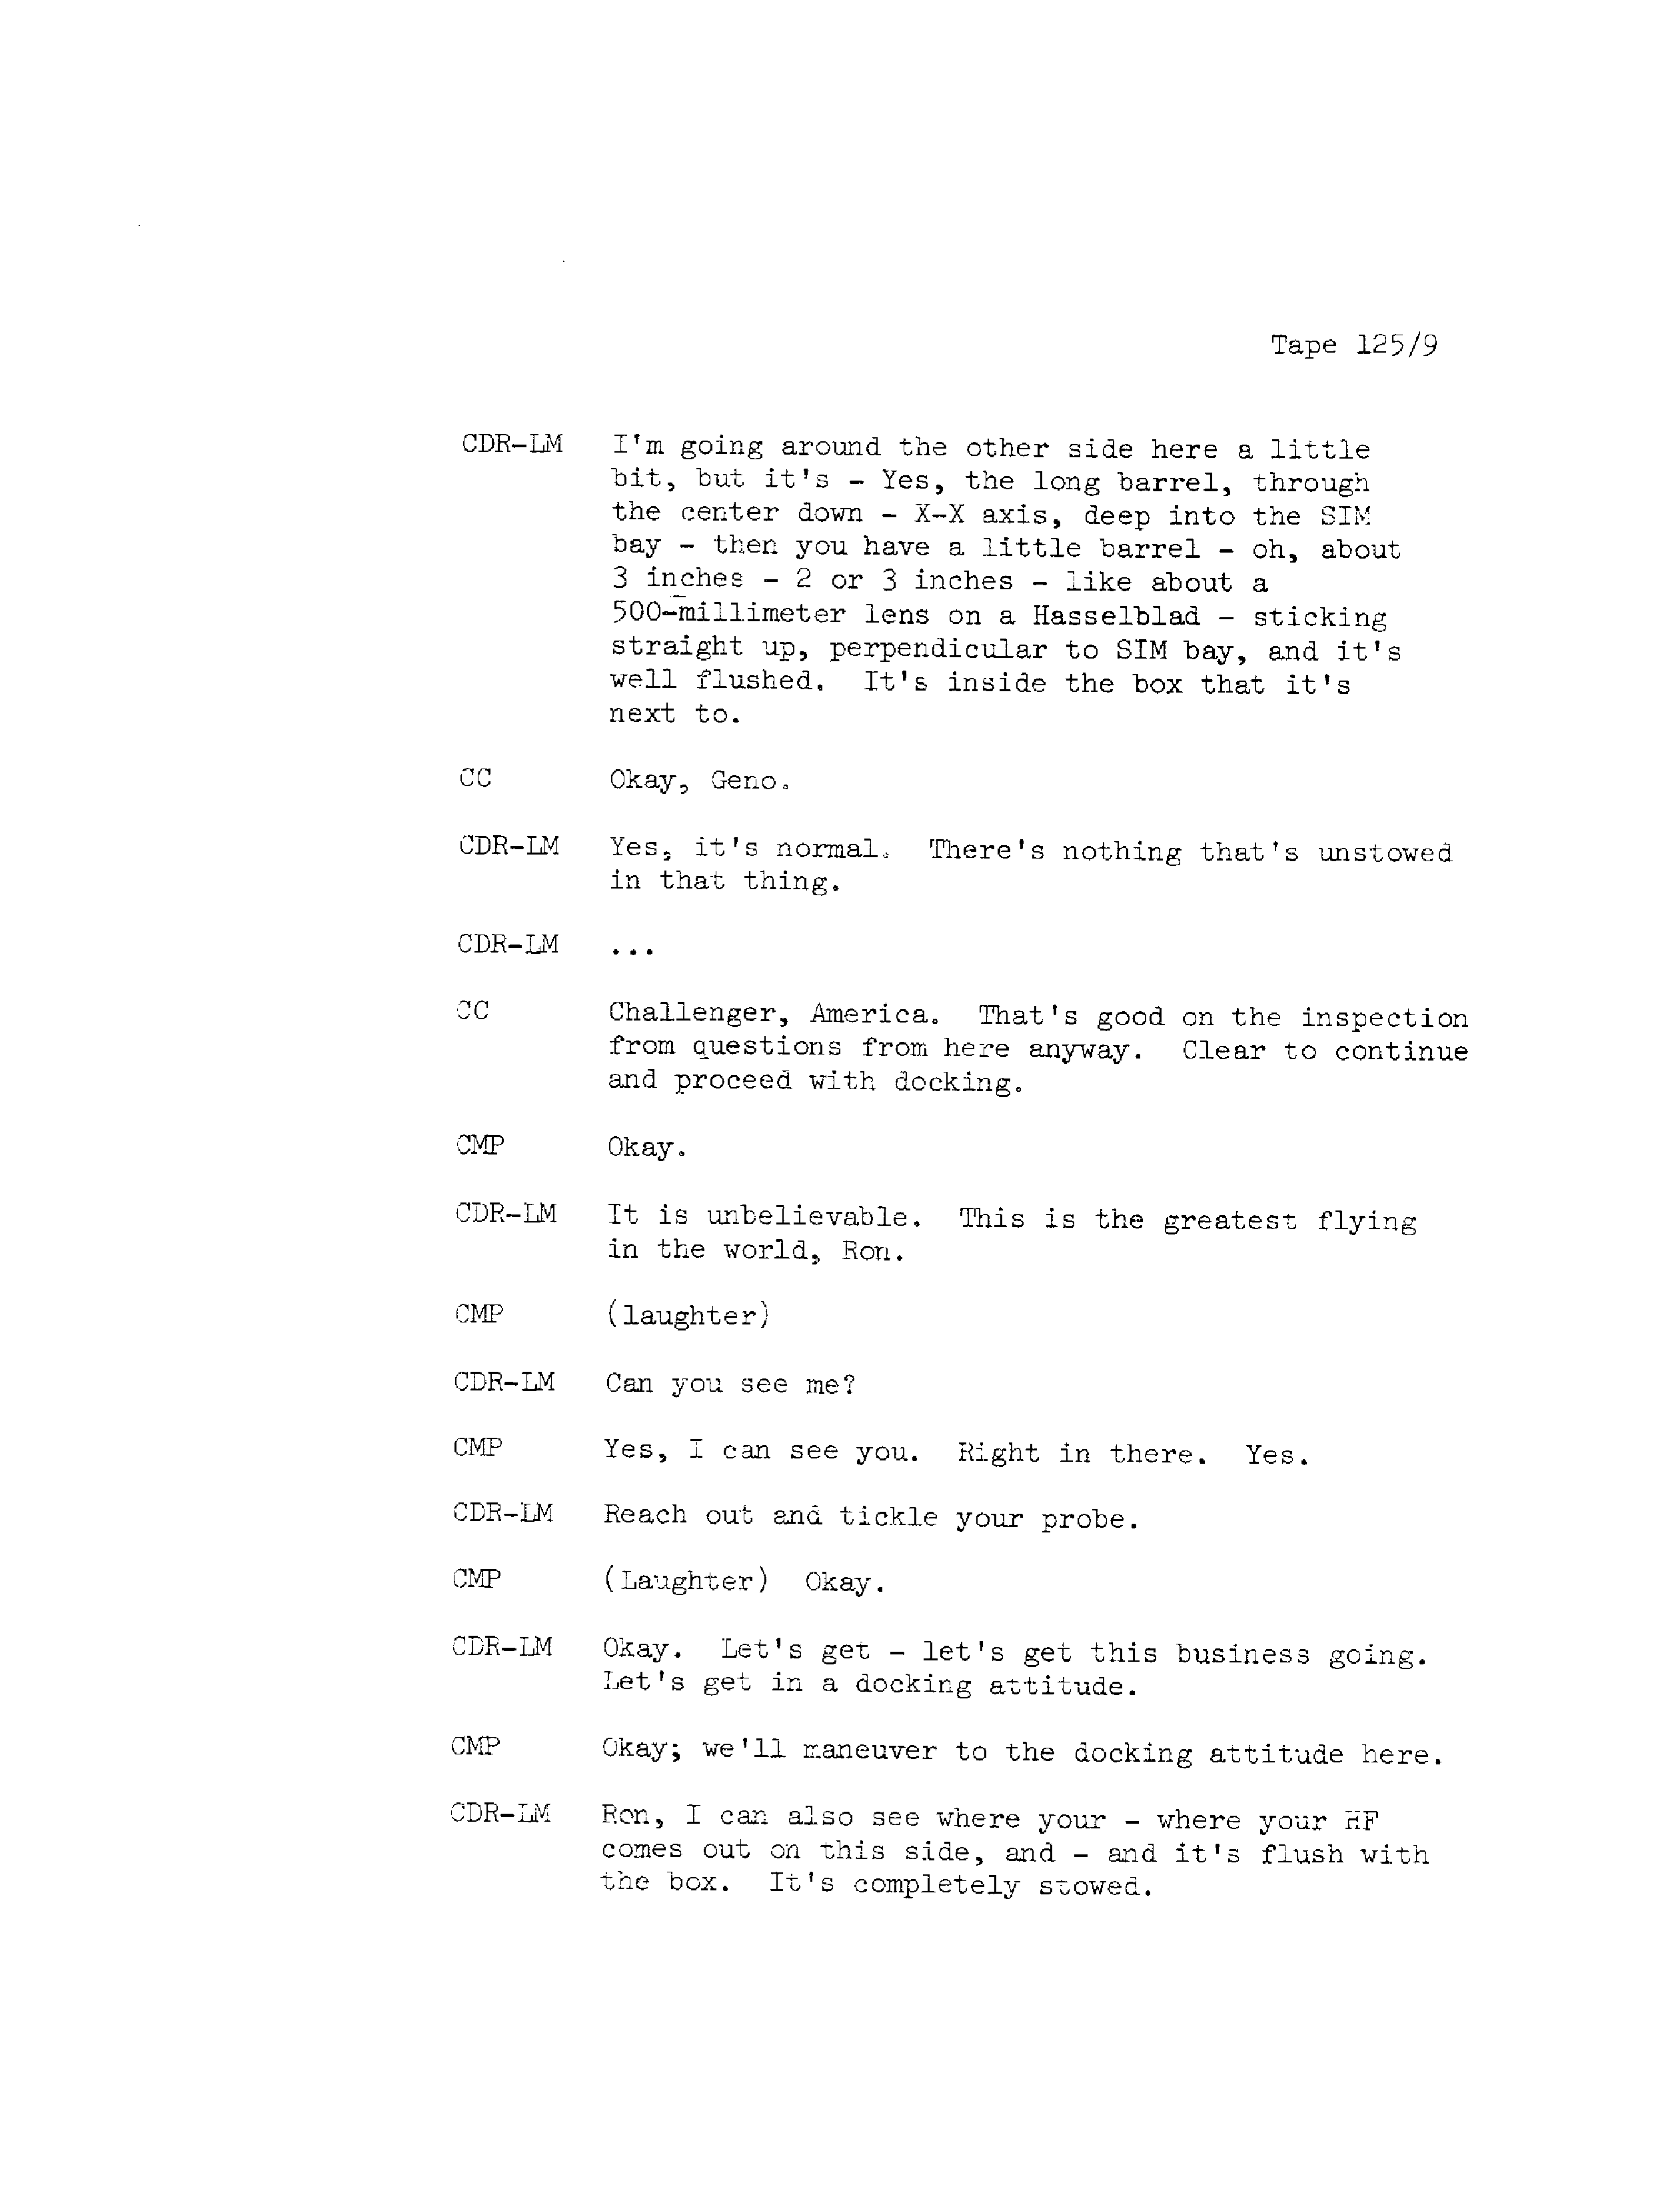 Tape 125/9
CDR-LM I'm going around the other side here a little
bit, but it's - Yes, the long barrel, through
the center down - X-X axis, deep into the SIM
bay - then you have a little barrel - oh, about
3 inches - 2 or 3 inches - like about a
500-millimeter lens on a Hasselblad - sticking
straight up, perpendicular to SIM bay, and it's
well flushed. It's inside the box that it's
next to.
CC Okay, Geno.
CDR-LM Yes, it's normal. There's nothing that's unstowed
in that thing.
CDR-LM ...
CC Challenger, America. That's good on the inspection
from questions from here anyway. Clear to continue
and proceed with docking.
CMP Okay.
CDR-LM It is unbelievable. This is the greatest flying
in the world, Ron.
CMP (laughter)
CDR-LM Can you see me?
CMP Yes, I can see you. Right in there. Yes.
CDR-LM Reach out and tickle your probe.
CMP (Laughter) Okay.
CDR-LM Okay. Let's get - let's get this business going.
Let's get in a docking attitude.
CMP Okay; we'll maneuver to the docking attitude here.
CDR-LM Ron, I can also see where your - where your HF
comes out on this side, and - and it's flush with
the box. It's completely stowed.